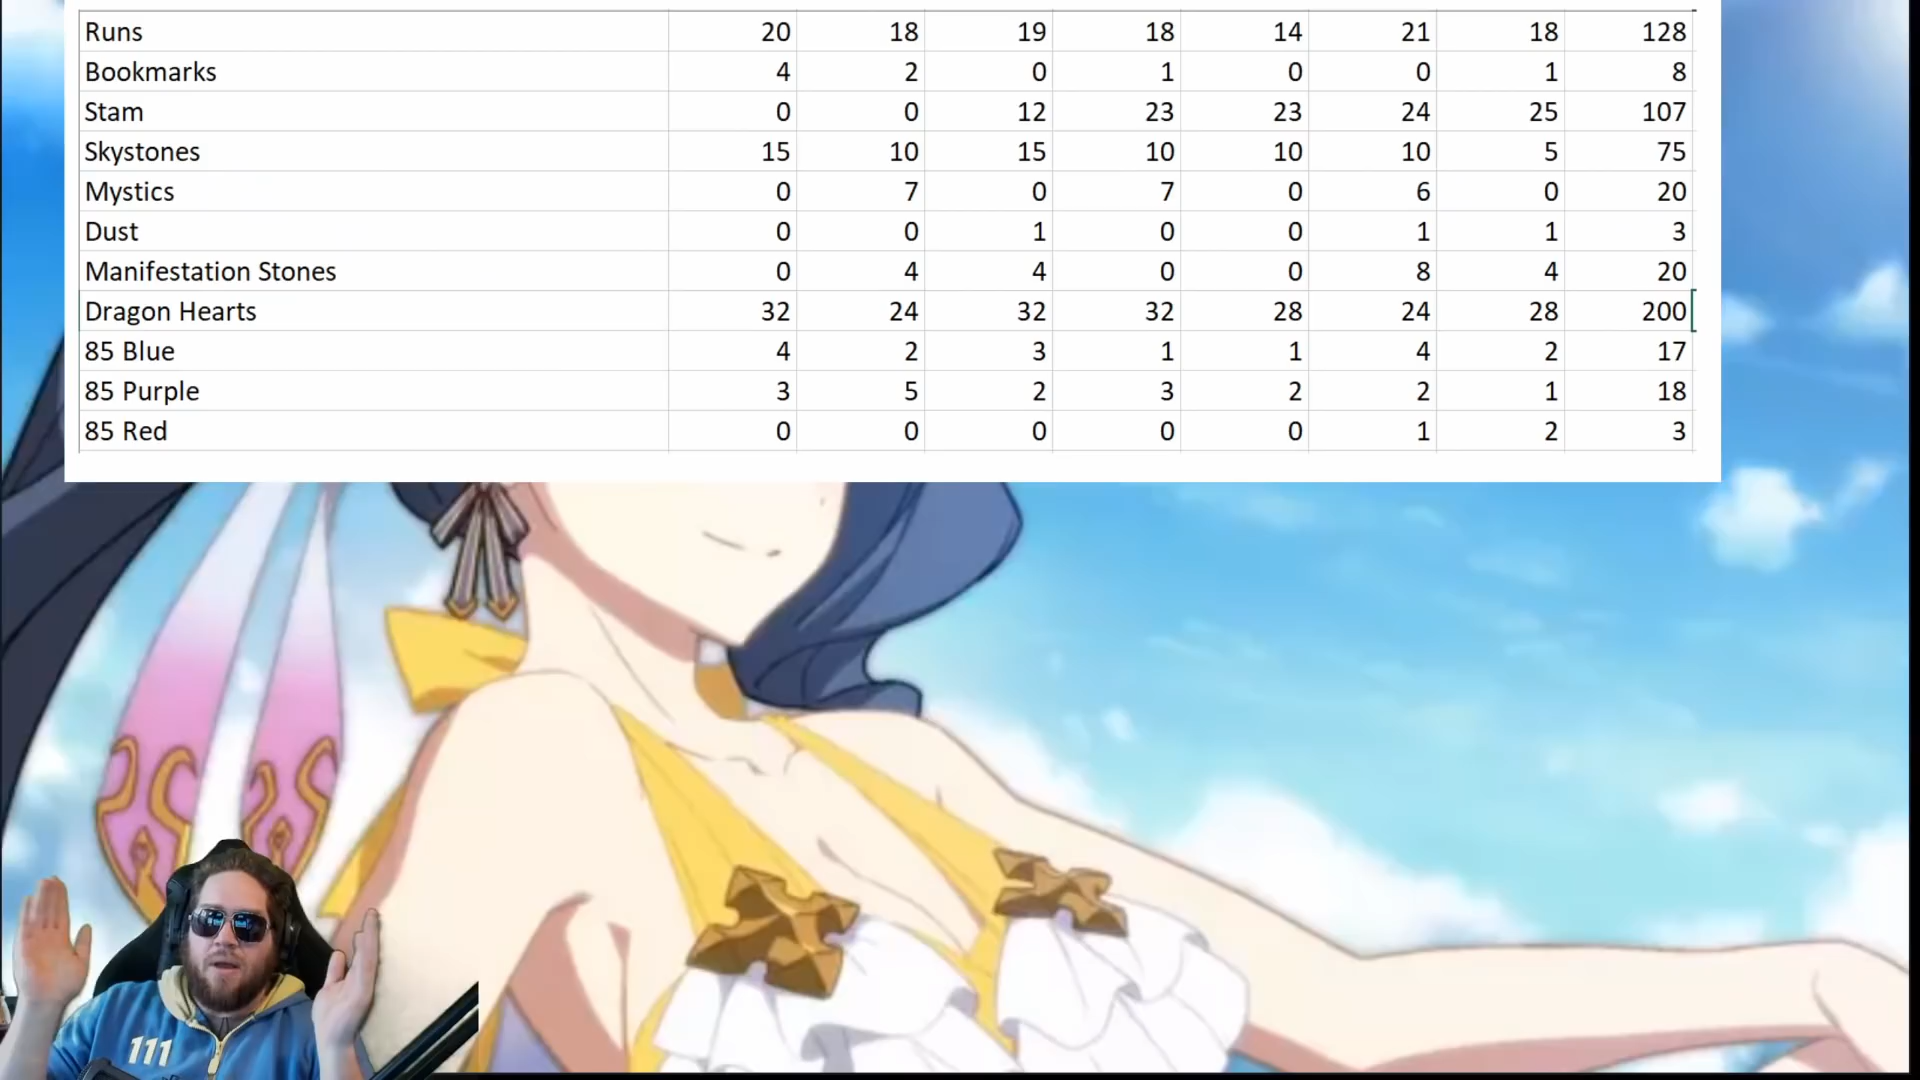 Runs 20 18 19 18 14 21 18 128
Bookmarks 4 2 0 1 0 0 1 8
Stam 0 0 12 23 23 24 25 107
Skystones 15 10 15 10 10 10 5 75
Mystics 0 7 0 7 0 6 0 20
Dust 0 0 1 0 0 1 1 3
Manifestation Stones 0 4 4 0 0 8 4 20
Dragon Hearts 32 24 32 32 28 24 28 200
85 Blue 4 2 3 1 1 4 2 17
85 Purple 3 5 2 3 2 2 1 18
85 Red 0 0 0 0 0 1 2 3
111